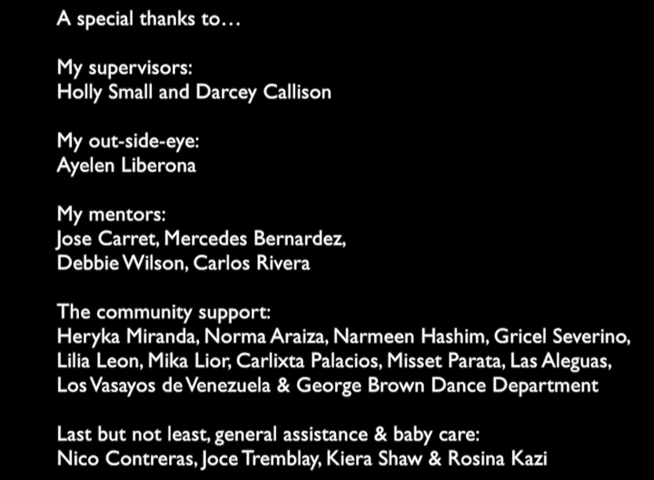 A special thanks to…
My supervisors:
Holly Small and Darcey Callison
My out-side-eye:
Ayelen Liberona
My mentors:
Jose Carret, Mercedes Bernardez,
Debbie Wilson, Carlos Rivera
The community support:
Heryka Miranda, Norma Araiza, Narmeen Hashim, Gricel Severino,
Lilia Leon, Mika Lior, Carlixta Palacios, Misset Parata, Las Aleguas,
Los Vasayos de Venezuela & George Brown Dance Department
Last but not least, general assistance & baby care:
Nico Contreras, Joce Tremblay, Kiera Shaw & Rosina Kazi